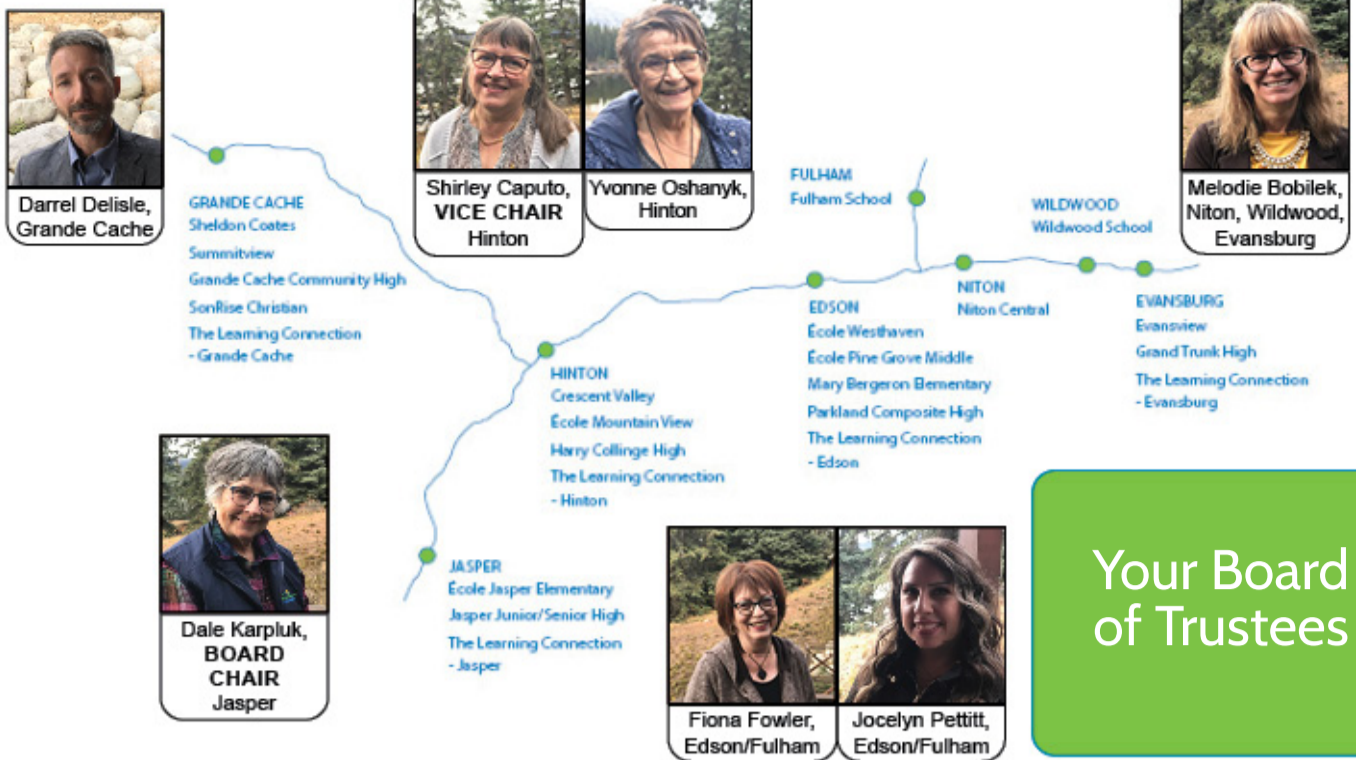 Darrel Delisle,
Grande Cache
Shirley Caputo,
VICE CHAIR
Hinton
Yvonne Oshanyk,
Hinton
Melodie Bobilek,
Niton, Wildwood,
Evansburg
GRANDE CACHE
Sheldon Coates
Summitview
Grande Cache Community High
SonRise Christian
The Learning Connection
- Grande Cache
FULHAM
Fulham School
WILDWOOD
Wildwood School
NITON
Niton Central
EVANSBURG
Evansview
Grand Trunk High
The Learning Connection
- Evansburg
EDSON
École Westhaven
École Pine Grove Middle
Mary Bergeron Elementary
Parkland Composite High
The Learning Connection
- Edson
HINTON
Crescent Valley
École Mountain View
Harry Collinge High
The Learning Connection
- Hinton
JASPER
École Jasper Elementary
Jasper Junior/Senior High
The Learning Connection
- Jasper
Dale Karpluk,
BOARD
CHAIR
Jasper
Fiona Fowler,
Edson/Fulham
Jocelyn Pettitt,
Edson/Fulham
Your Board
of Trustees